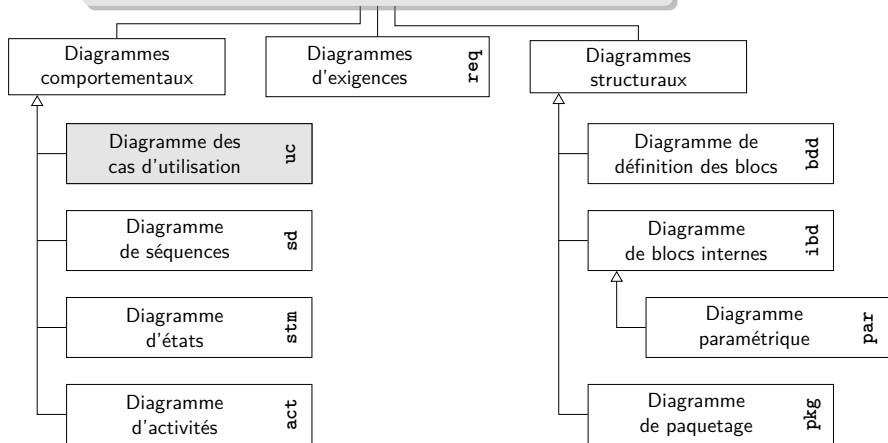 Diagrammes
comportementaux
Diagrammes
d'exigences
req
Diagrammes
structuraux
Diagramme des
cas d'utilisation
uc
Diagramme de
définition des blocs
bdd
Diagramme
de séquences
sd
Diagramme
de blocs internes
ibd
Diagramme
d'états
stm
Diagramme
paramétrique
par
Diagramme
d'activités
act
Diagramme
de paquetage
pkg